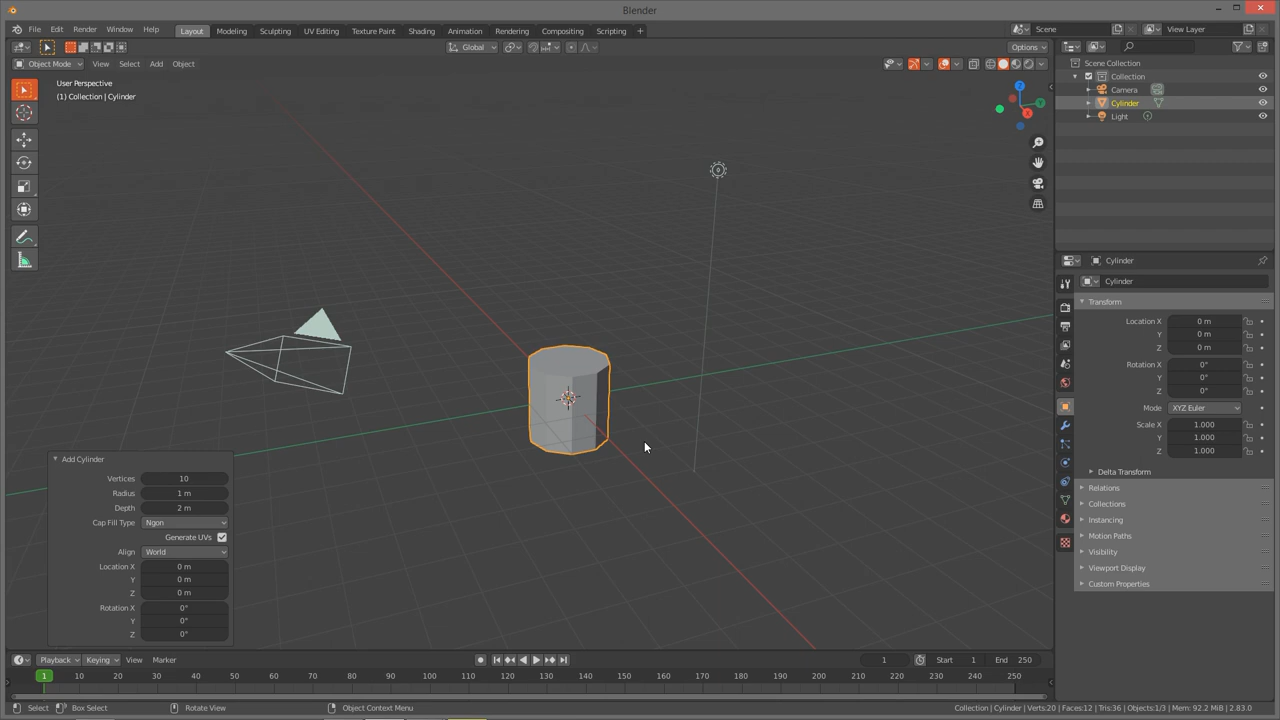 Blender
File Edit Render Window Help Layout Modeling Sculpting UV Editing Texture Paint Shading Animation Rendering Compositing Scripting + Scene View Layer
Global Options
Object Mode View Select Add Object
User Perspective
(1) Collection | Cylinder
Z
Y
X
Scene Collection
Collection
Camera
Cylinder
Light
Cylinder
Cylinder
Transform
Location X 0 m
Y 0 m
Z 0 m
Rotation X 0°
Y 0°
Z 0°
Mode XYZ Euler
Scale X 1.000
Y 1.000
Z 1.000
Delta Transform
Relations
Collections
Instancing
Motion Paths
Visibility
Viewport Display
Custom Properties
Add Cylinder
Vertices 10
Radius 1 m
Depth 2 m
Cap Fill Type Ngon
Generate UVs
Align World
Location X 0 m
Y 0 m
Z 0 m
Rotation X 0°
Y 0°
Z 0°
Playback Keying View Marker 1 Start 1 End 250
1 10 20 30 40 50 60 70 80 90 100 110 120 130 140 150 160 170 180 190 200 210 220 230 240 250
Select Box Select Rotate View Object Context Menu Collection | Cylinder | Verts:20 | Faces:12 | Tris:36 | Objects:1/3 | Mem: 92.2 MiB | 2.83.0